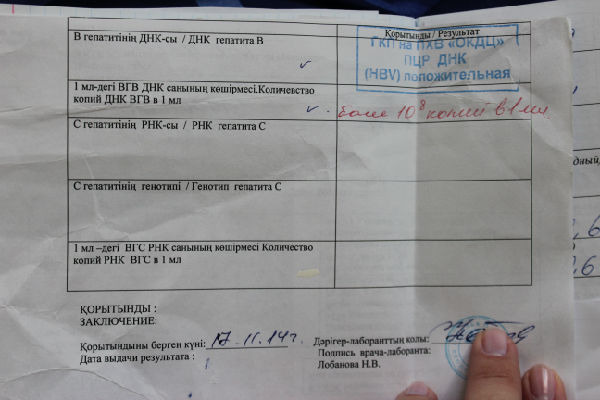 Қорытынды / Результат
В гепатитінің ДНК-сы / ДНК гепатита В
ГКП на ПХВ «ОКДЦ»
ПЦР ДНК
(HBV) положительная
1 мл-дегі ВГВ ДНК санының көшірмесі.Количевство
копий ДНК ВГВ в 1 мл
более 10⁸ копий в 1 мл
С гепатитінің РНК-сы / РНК гепатита С
С гепатитінің генотипі / Генотип гепатита С
1 мл –дегі ВГС РНК санының көшірмесі Количество
копий РНК ВГС в 1 мл
ҚОРЫТЫНДЫ :
ЗАКЛЮЧЕНИЕ:
Қорытындыны берген күні: 17.11.14г.
Дата выдачи результата :
Дәрігер-лаборанттың қолы:
Подпись врача-лаборанта:
Лобанова Н.В.